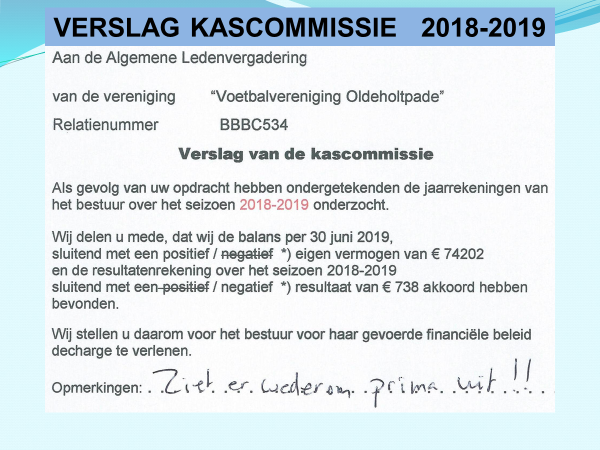 VERSLAG KASCOMMISSIE 2018-2019
Aan de Algemene Ledenvergadering
van de vereniging "Voetbalvereniging Oldeholtpade"
Relatienummer BBBC534
Verslag van de kascommissie
Als gevolg van uw opdracht hebben ondergetekenden de jaarrekeningen van
het bestuur over het seizoen 2018-2019 onderzocht.
Wij delen u mede, dat wij de balans per 30 juni 2019,
sluitend met een positief / negatief *) eigen vermogen van € 74202
en de resultatenrekening over het seizoen 2018-2019
sluitend met een positief / negatief *) resultaat van € 738 akkoord hebben
bevonden.
Wij stellen u daarom voor het bestuur voor haar gevoerde financiële beleid
decharge te verlenen.
Opmerkingen: Ziet er wederom prima uit!!